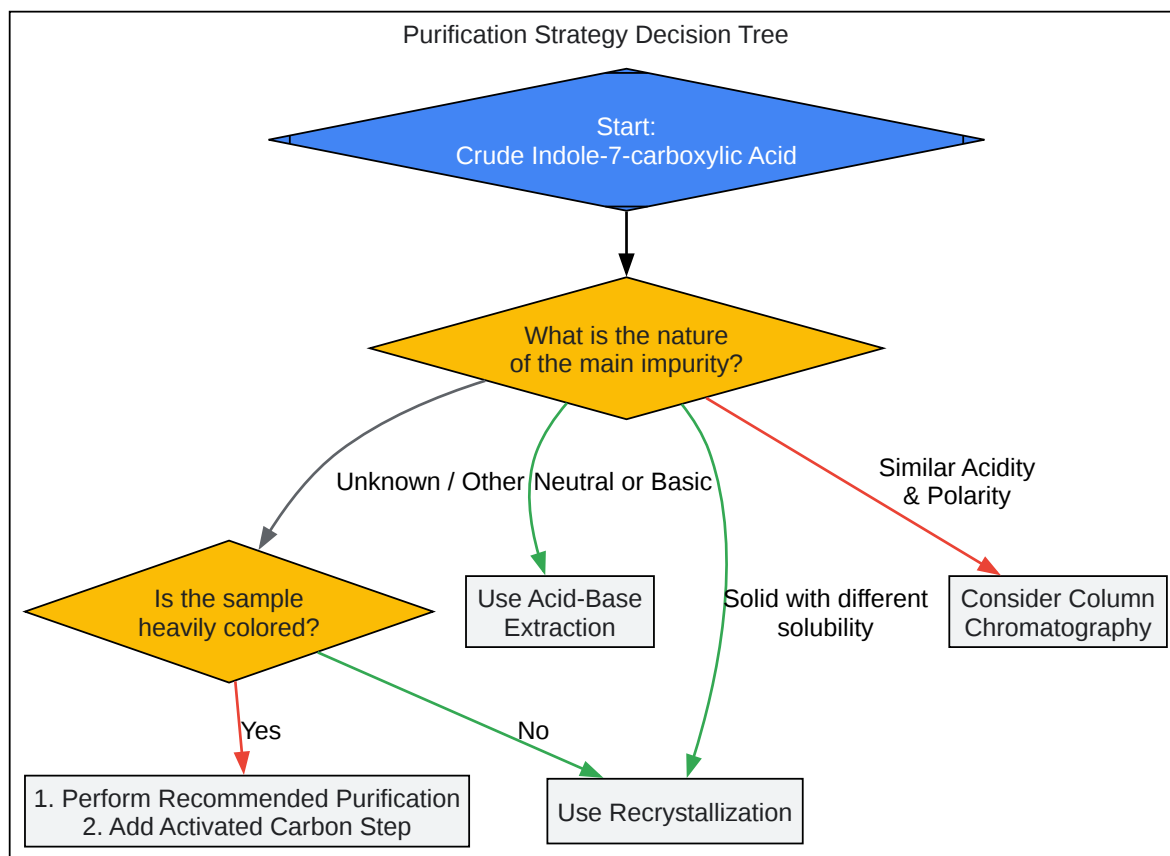 Purification Strategy Decision Tree
Start:
Crude Indole-7-carboxylic Acid
What is the nature
of the main impurity?
Unknown / Other
Neutral or Basic
Similar Acidity
& Polarity
Is the sample
heavily colored?
Use Acid-Base
Extraction
Solid with different
solubility
Consider Column
Chromatography
Yes
No
1. Perform Recommended Purification
2. Add Activated Carbon Step
Use Recrystallization